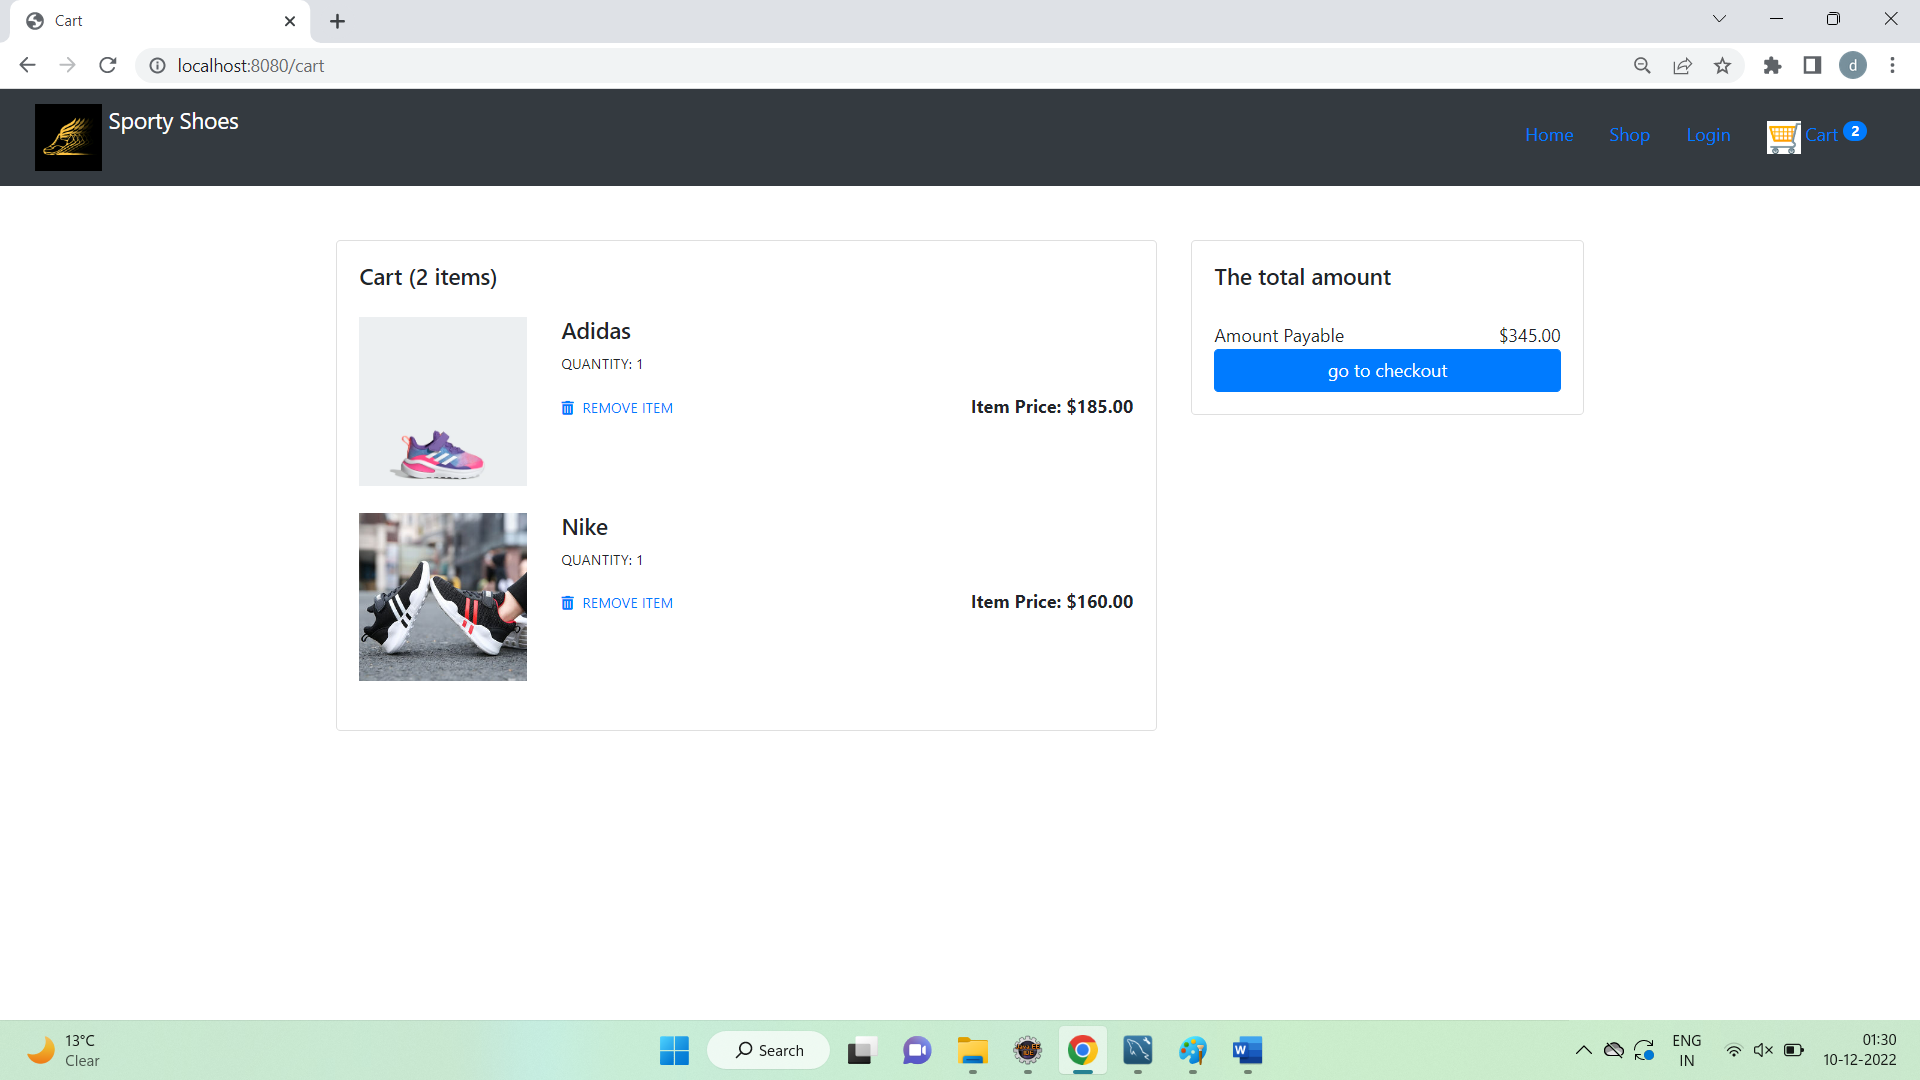 Cart
localhost:8080/cart
d
Sporty Shoes
Home
Shop
Login
Cart 2
Cart (2 items)
Adidas
QUANTITY: 1
REMOVE ITEM
Item Price: $185.00
Nike
QUANTITY: 1
REMOVE ITEM
Item Price: $160.00
The total amount
Amount Payable $345.00
go to checkout
13°C
Clear
Search
W
ENG
IN
01:30
10-12-2022